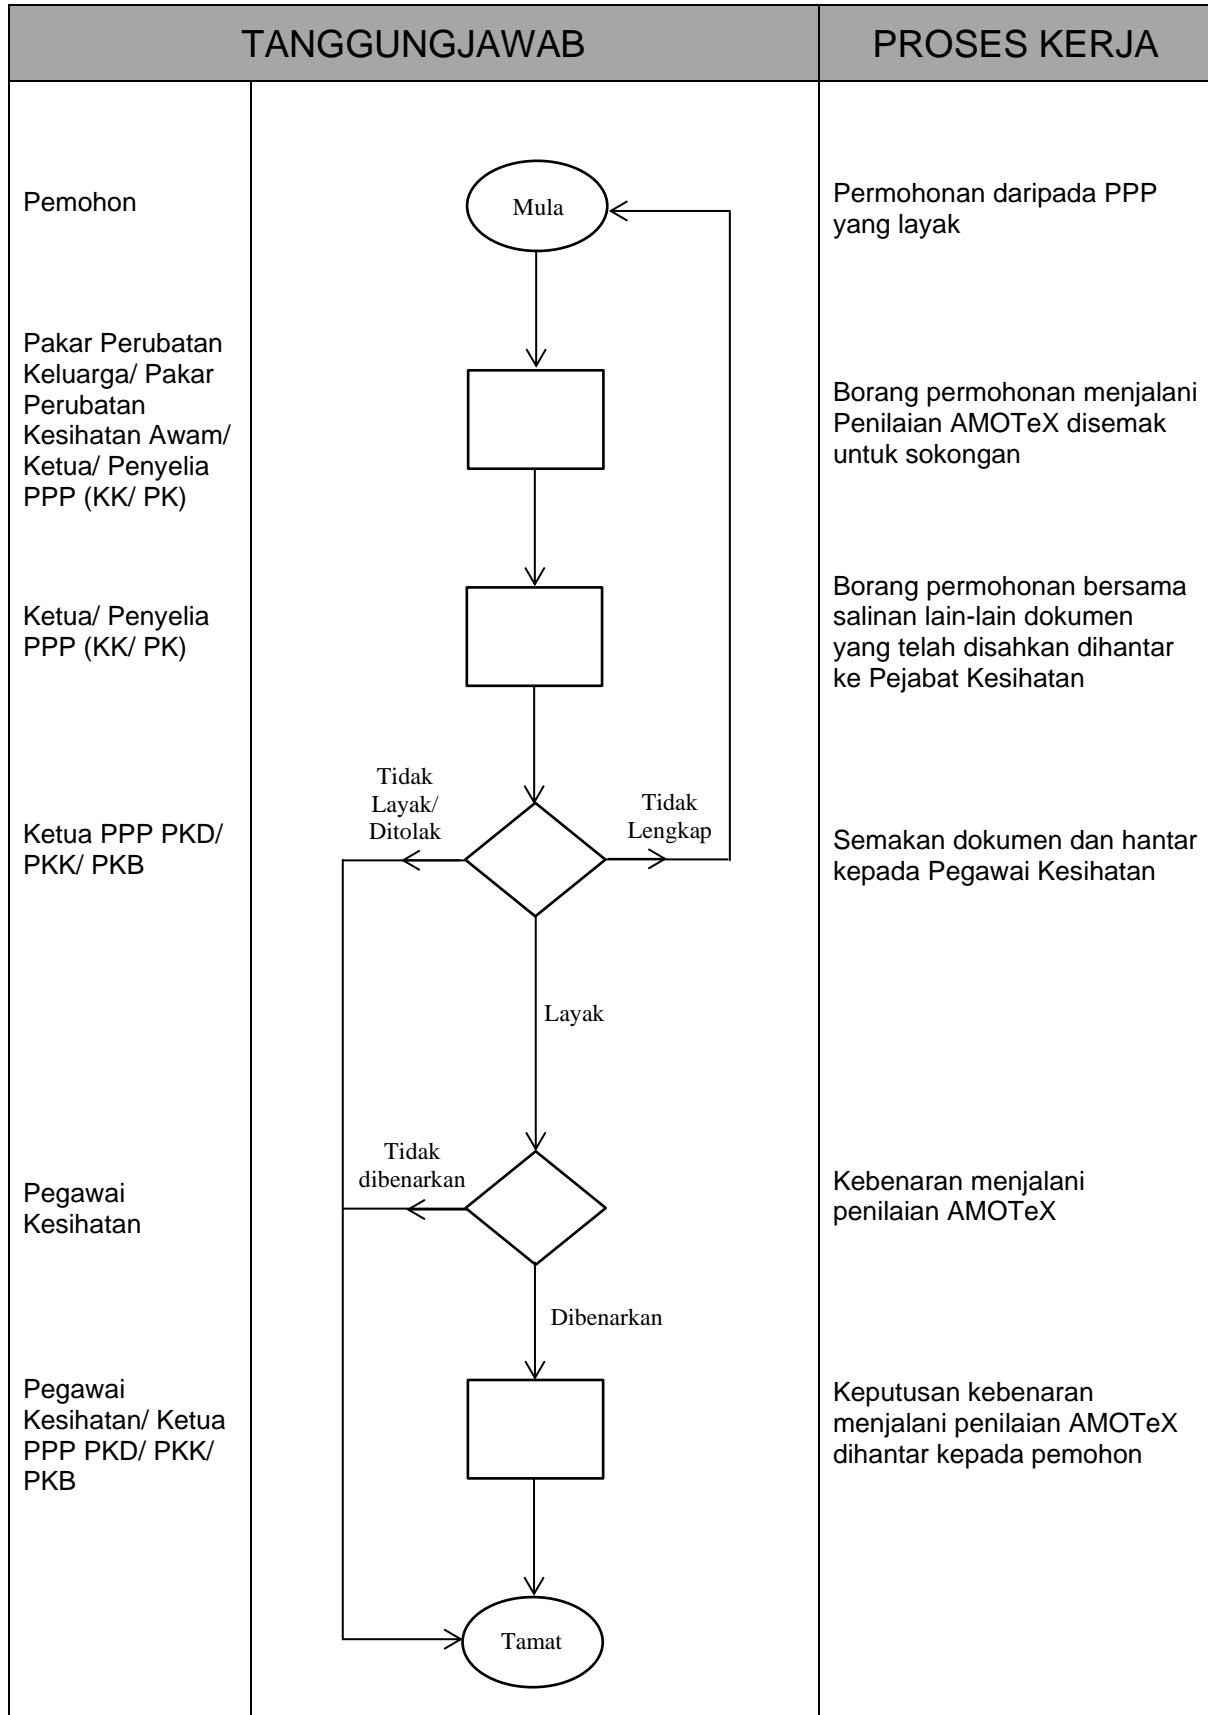 TANGGUNGJAWAB
PROSES KERJA
Pemohon
Mula
Permohonan daripada PPP
yang layak
Pakar Perubatan
Keluarga/ Pakar
Perubatan
Kesihatan Awam/
Ketua/ Penyelia
PPP (KK/ PK)
Borang permohonan menjalani
Penilaian AMOTeX disemak
untuk sokongan
Ketua/ Penyelia
PPP (KK/ PK)
Borang permohonan bersama
salinan lain-lain dokumen
yang telah disahkan dihantar
ke Pejabat Kesihatan
Ketua PPP PKD/
PKK/ PKB
Tidak
Layak/
Ditolak
Tidak
Lengkap
Semakan dokumen dan hantar
kepada Pegawai Kesihatan
Layak
Pegawai
Kesihatan
Tidak
dibenarkan
Kebenaran menjalani
penilaian AMOTeX
Dibenarkan
Pegawai
Kesihatan/ Ketua
PPP PKD/ PKK/
PKB
Keputusan kebenaran
menjalani penilaian AMOTeX
dihantar kepada pemohon
Tamat